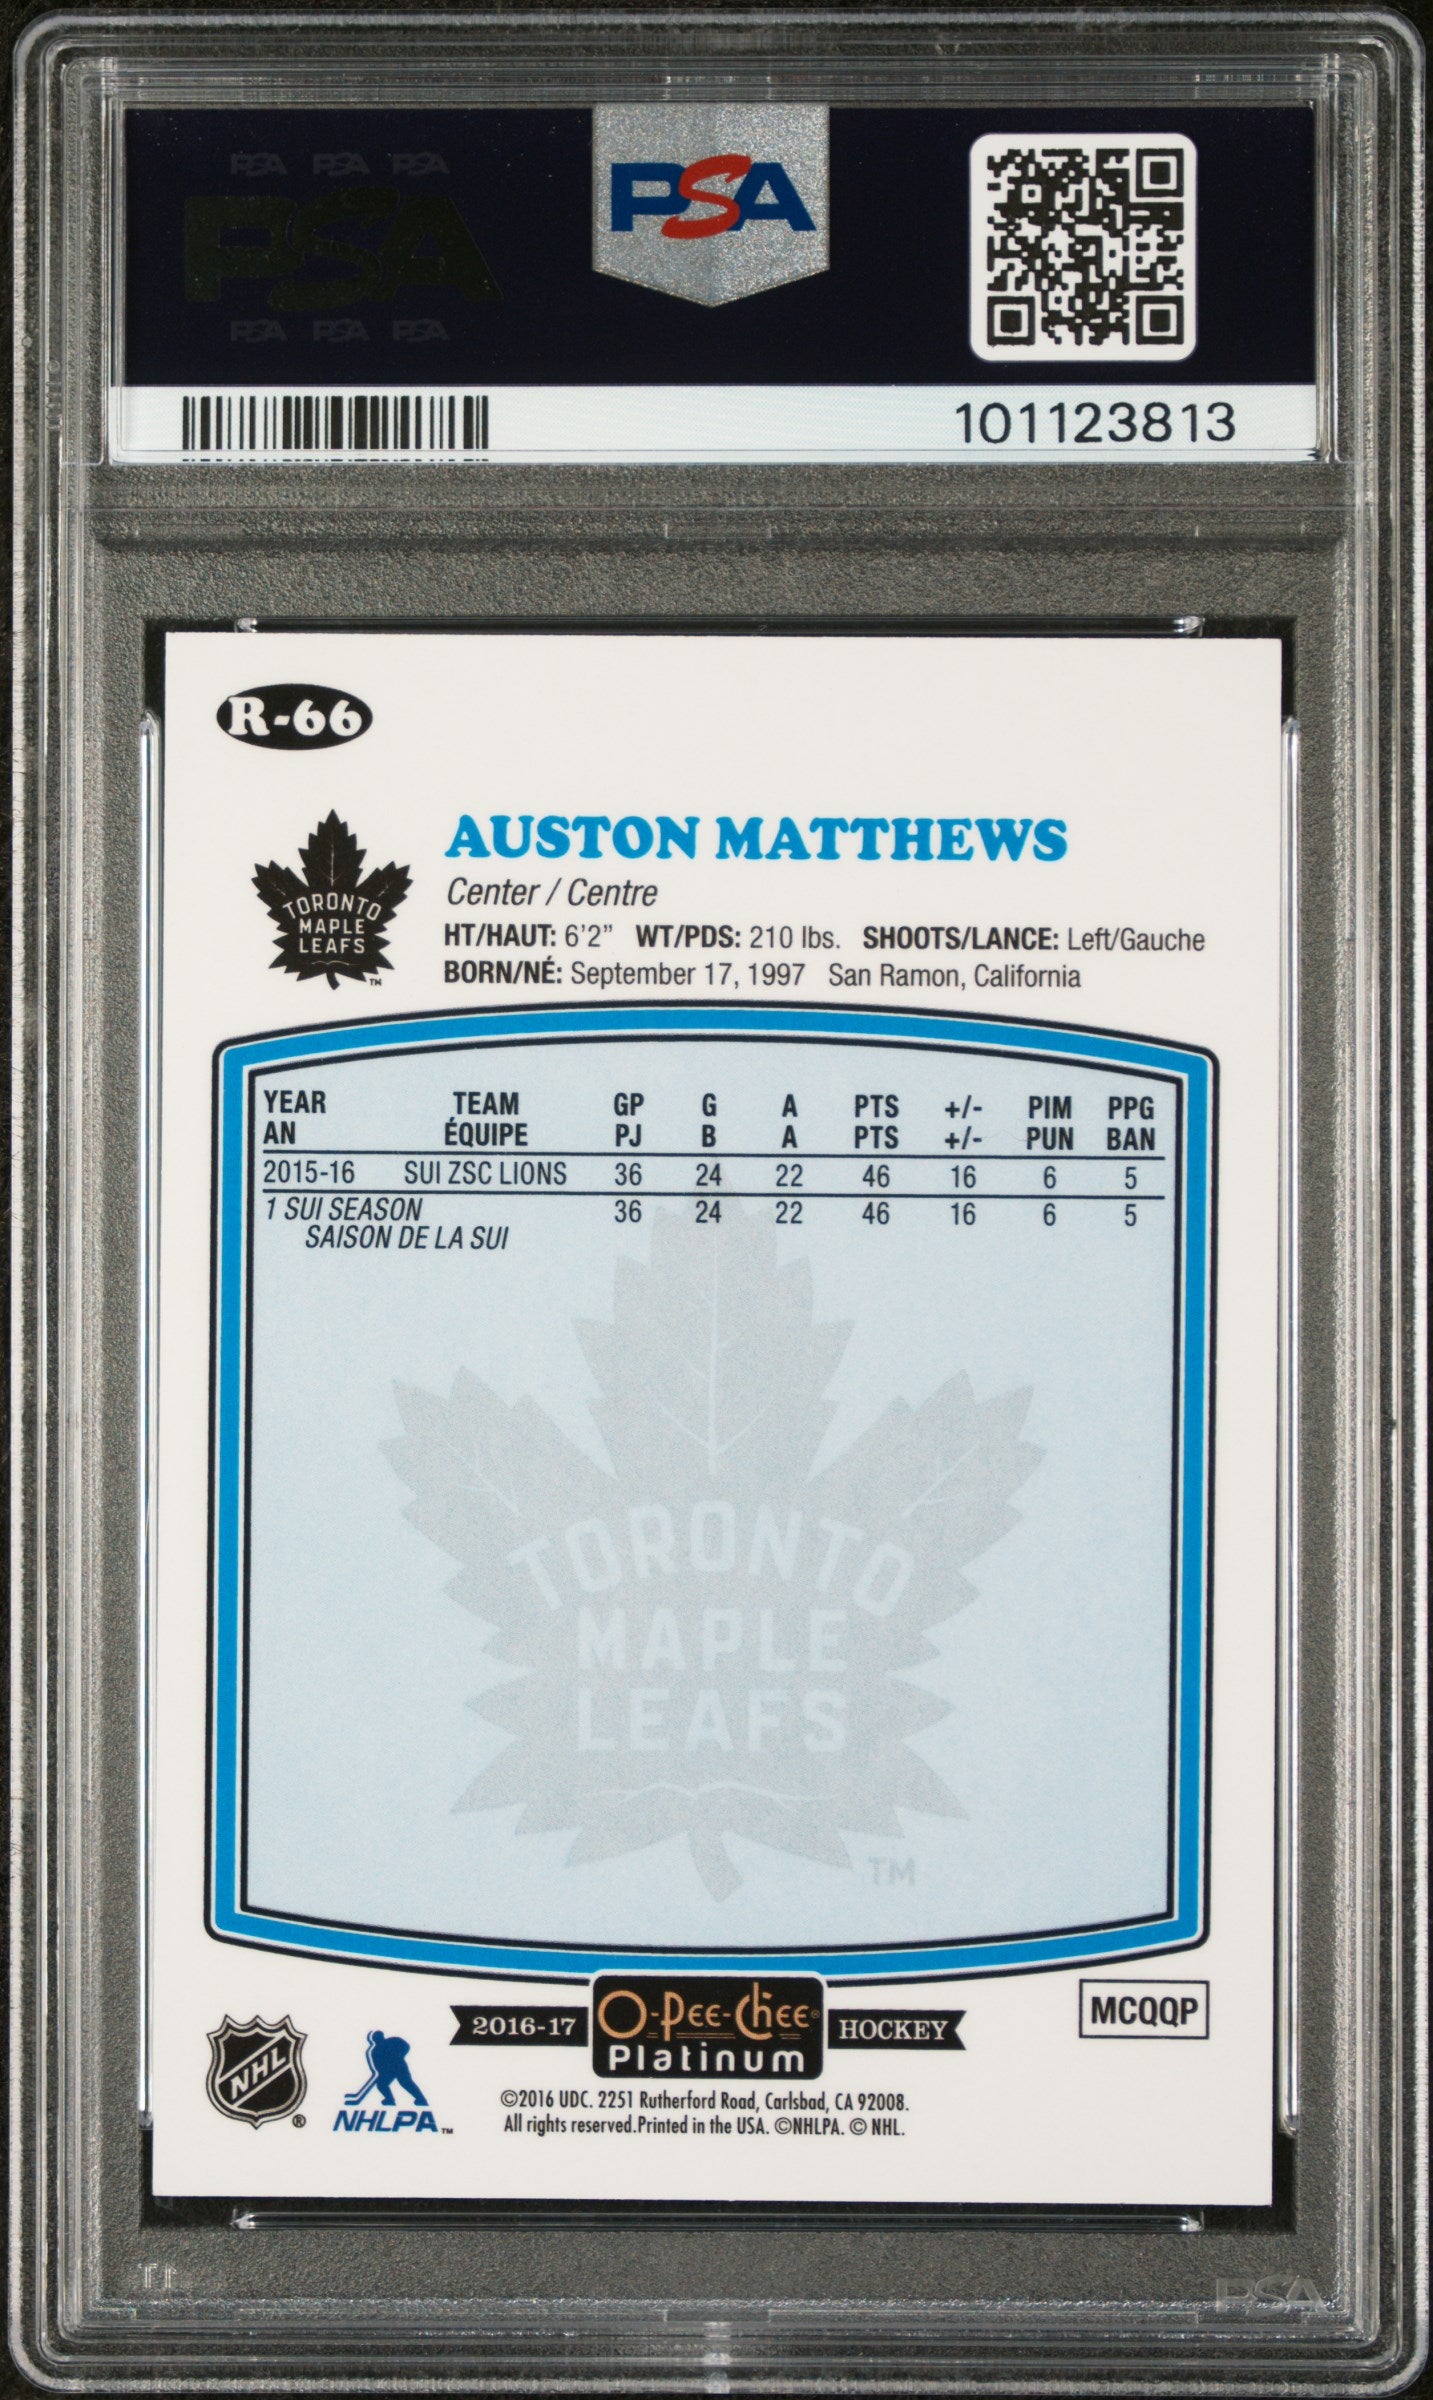 PSA PSA PSA
PSA
PSA PSA PSA
PSA
101123813
R-66
TORONTO
MAPLE
LEAFS
TM
AUSTON MATTHEWS
Center / Centre
HT/HAUT: 6'2" WT/PDS: 210 lbs. SHOOTS/LANCE: Left/Gauche
BORN/NÉ: September 17, 1997 San Ramon, California
YEAR TEAM GP G A PTS +/- PIM PPG
AN ÉQUIPE PJ B A PTS +/- PUN BAN
2015-16 SUI ZSC LIONS 36 24 22 46 16 6 5
1 SUI SEASON 36 24 22 46 16 6 5
SAISON DE LA SUI
TORONTO
MAPLE
LEAFS
TM
2016-17 O-Pee-Chee® HOCKEY
Platinum
MCQQP
NHL ®
NHLPA TM
©2016 UDC. 2251 Rutherford Road, Carlsbad, CA 92008.
All rights reserved.Printed in the USA. ©NHLPA. © NHL.
PSA